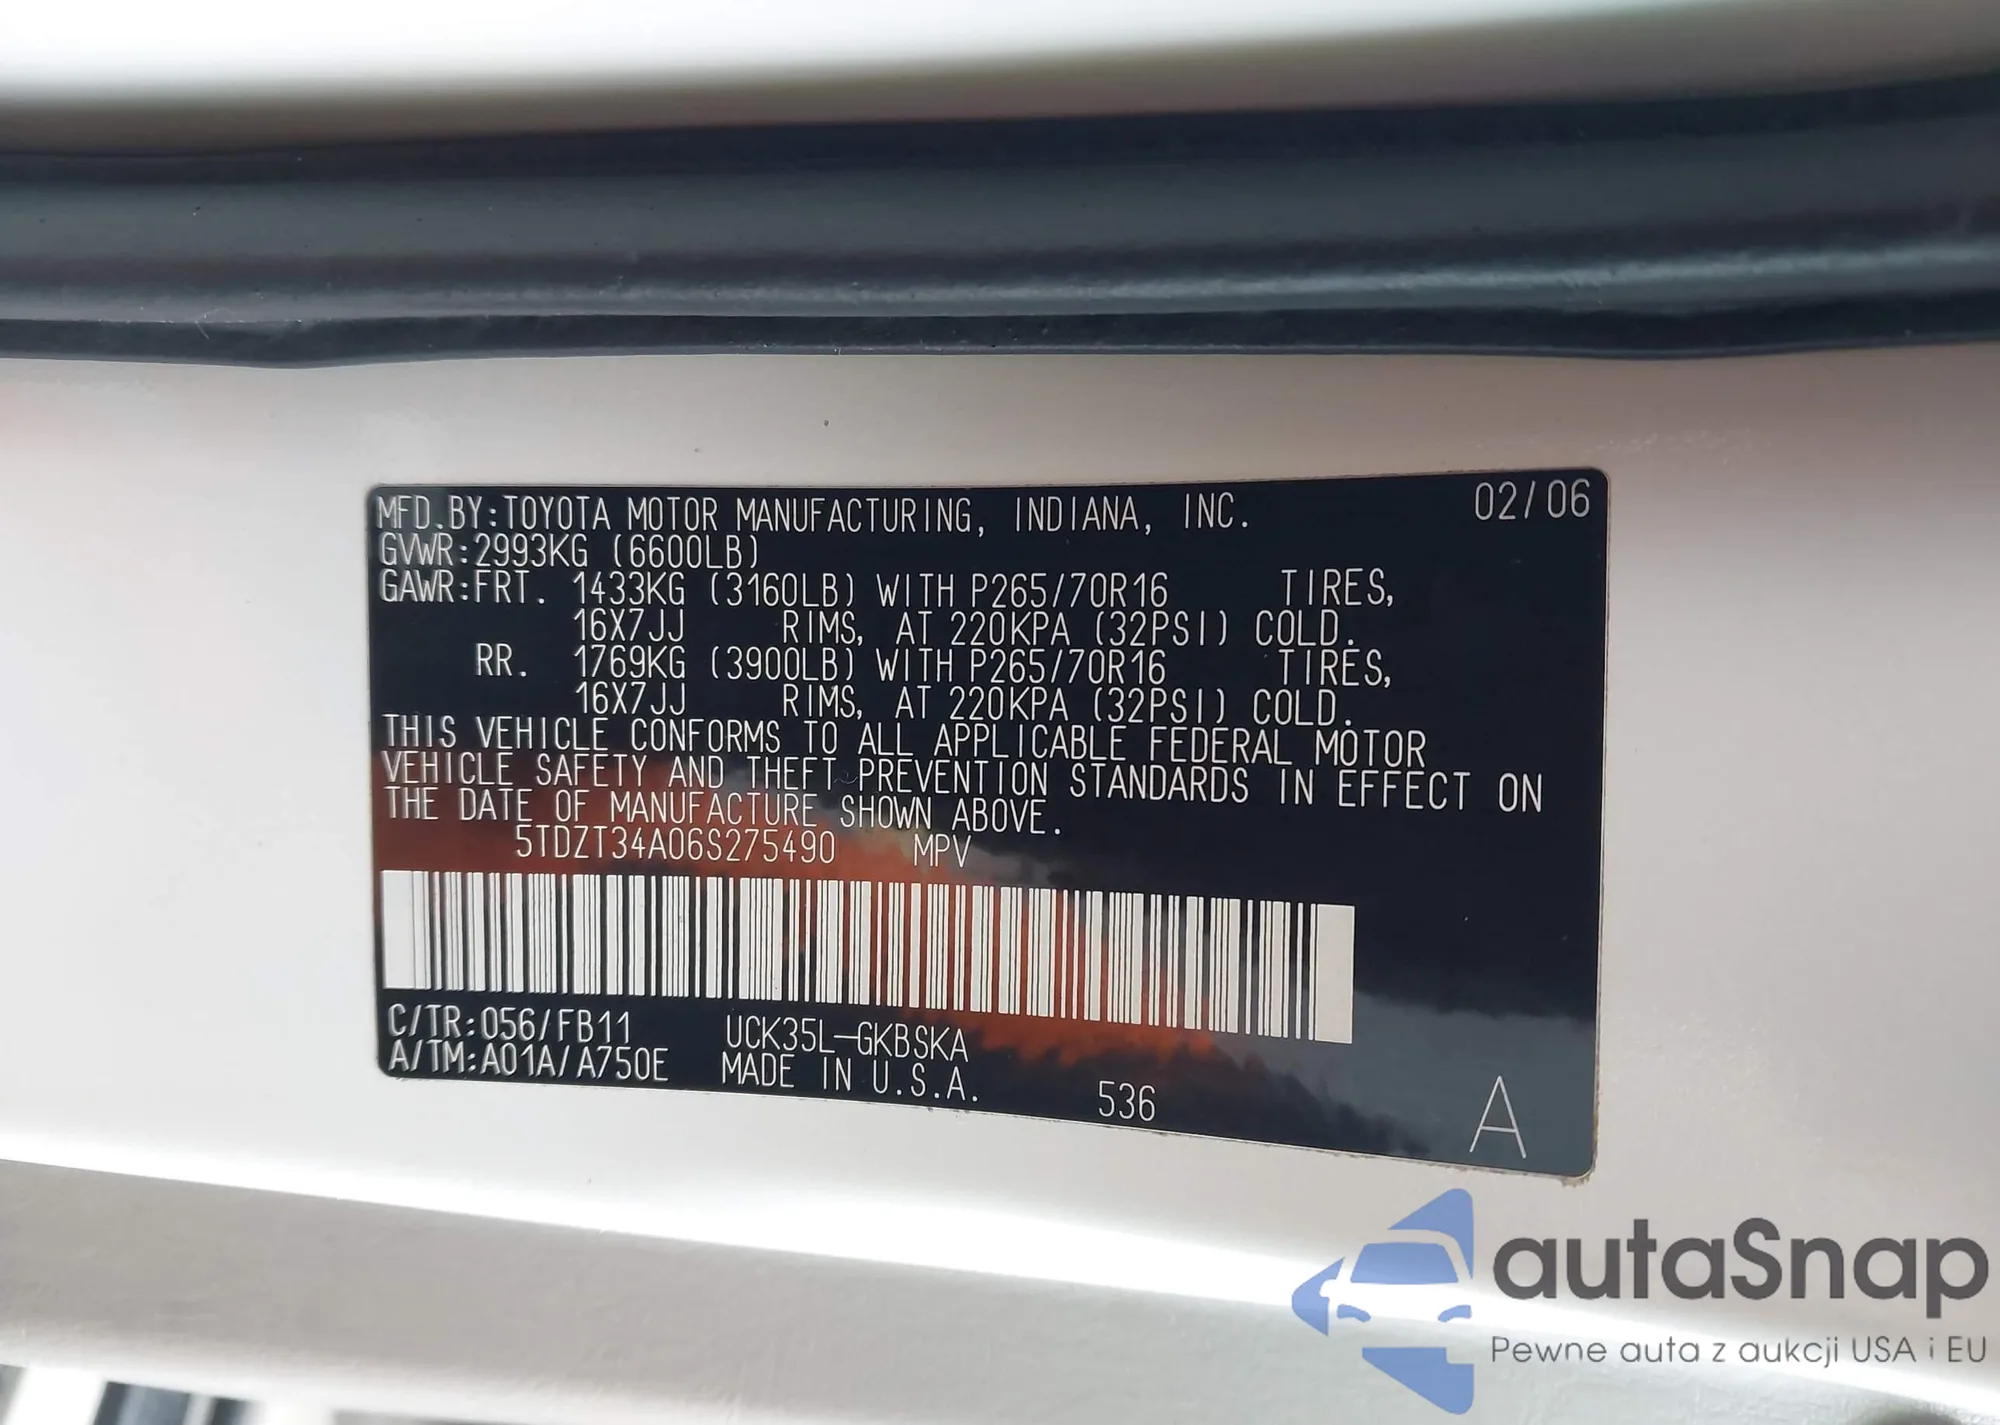 MFD.BY:TOYOTA MOTOR MANUFACTURING, INDIANA, INC. 02/06
GVWR:2993KG (6600LB)
GAWR:FRT. 1433KG (3160LB) WITH P265/70R16 TIRES,
16X7JJ RIMS, AT 220KPA (32PSI) COLD.
RR. 1769KG (3900LB) WITH P265/70R16 TIRES,
16X7JJ RIMS, AT 220KPA (32PSI) COLD.
THIS VEHICLE CONFORMS TO ALL APPLICABLE FEDERAL MOTOR
VEHICLE SAFETY AND THEFT PREVENTION STANDARDS IN EFFECT ON
THE DATE OF MANUFACTURE SHOWN ABOVE.
5TDZT34A06S275490 MPV
C/TR:056/FB11 UCK35L-GKBSKA
A/TM:A01A/A750E MADE IN U.S.A. 536 A
autaSnap
Pewne auta z aukcji USA i EU